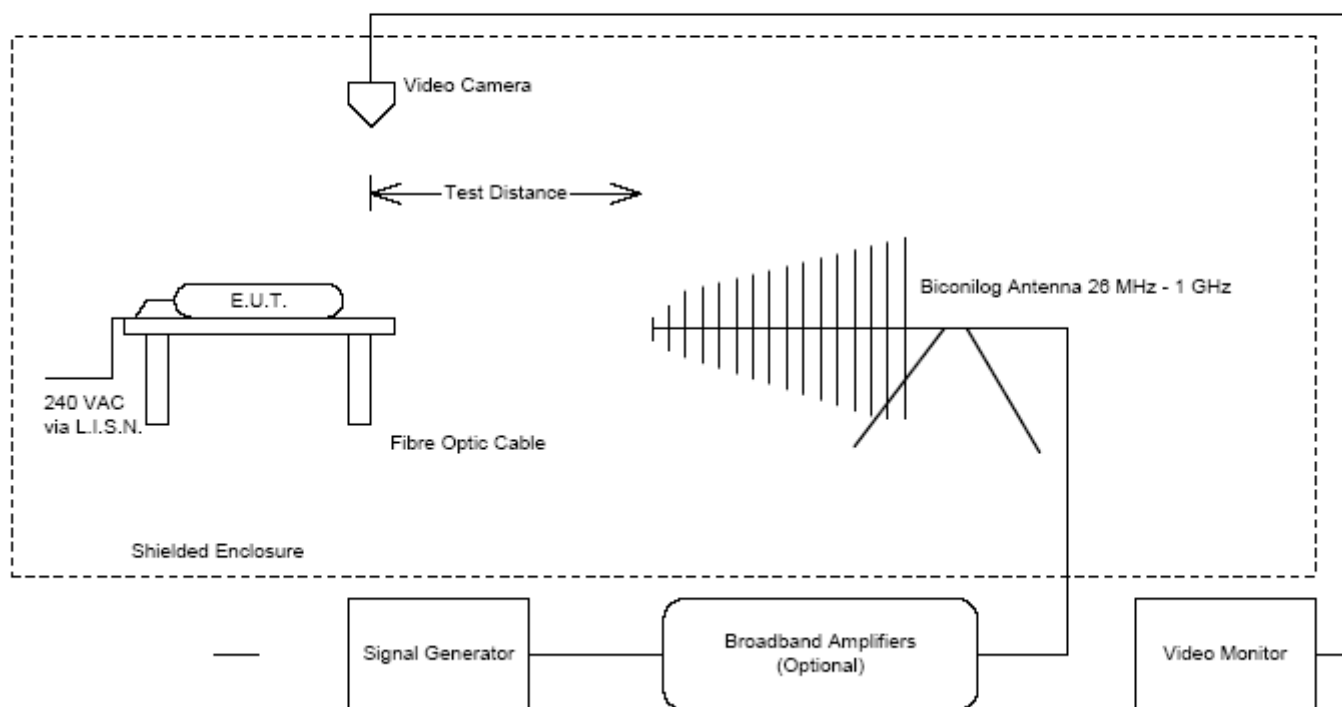 Video Camera
Test Distance
E.U.T.
Biconilog Antenna 26 MHz - 1 GHz
240 VAC
via L.I.S.N.
Fibre Optic Cable
Shielded Enclosure
Signal Generator
Broadband Amplifiers
(Optional)
Video Monitor